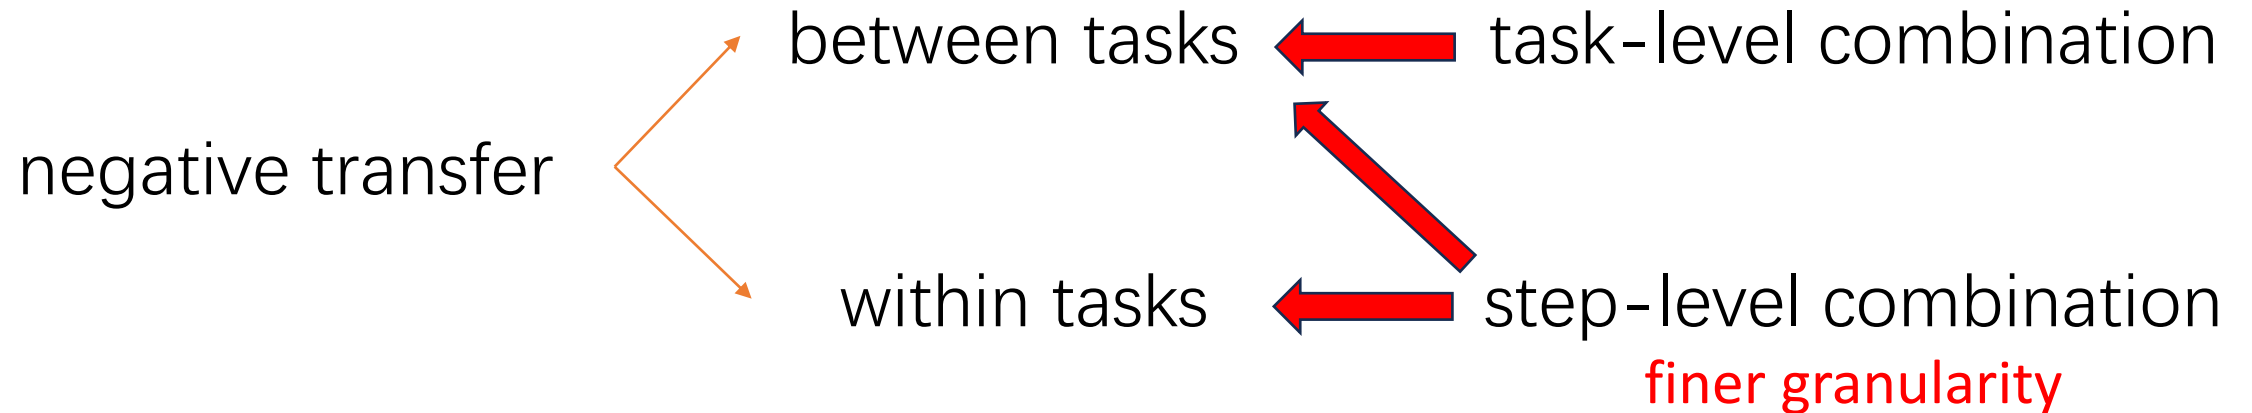 between tasks
task-level combination
negative transfer
within tasks
step-level combination
finer granularity